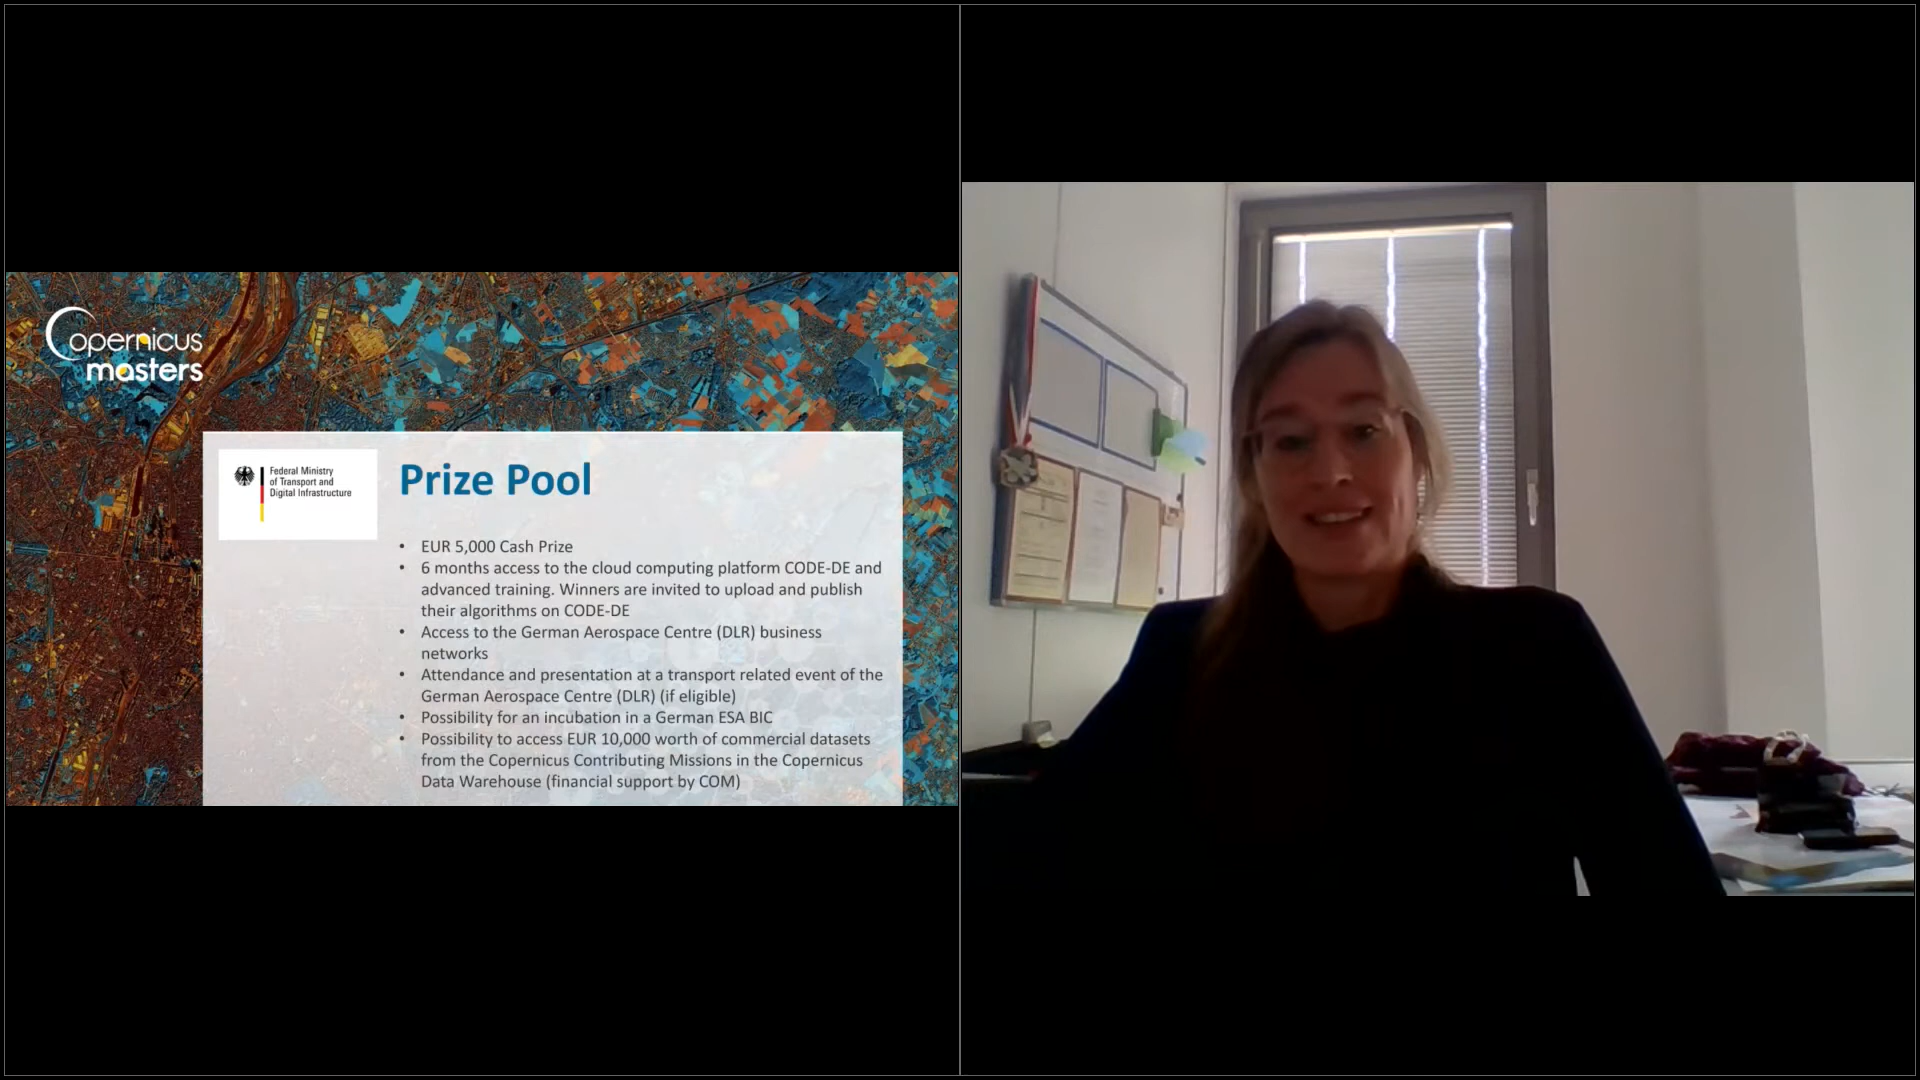 Copernicus
masters
Federal Ministry
of Transport and
Digital Infrastructure
Prize Pool
• EUR 5,000 Cash Prize
• 6 months access to the cloud computing platform CODE-DE and
advanced training. Winners are invited to upload and publish
their algorithms on CODE-DE
• Access to the German Aerospace Centre (DLR) business
networks
• Attendance and presentation at a transport related event of the
German Aerospace Centre (DLR) (if eligible)
• Possibility for an incubation in a German ESA BIC
• Possibility to access EUR 10,000 worth of commercial datasets
from the Copernicus Contributing Missions in the Copernicus
Data Warehouse (financial support by COM)